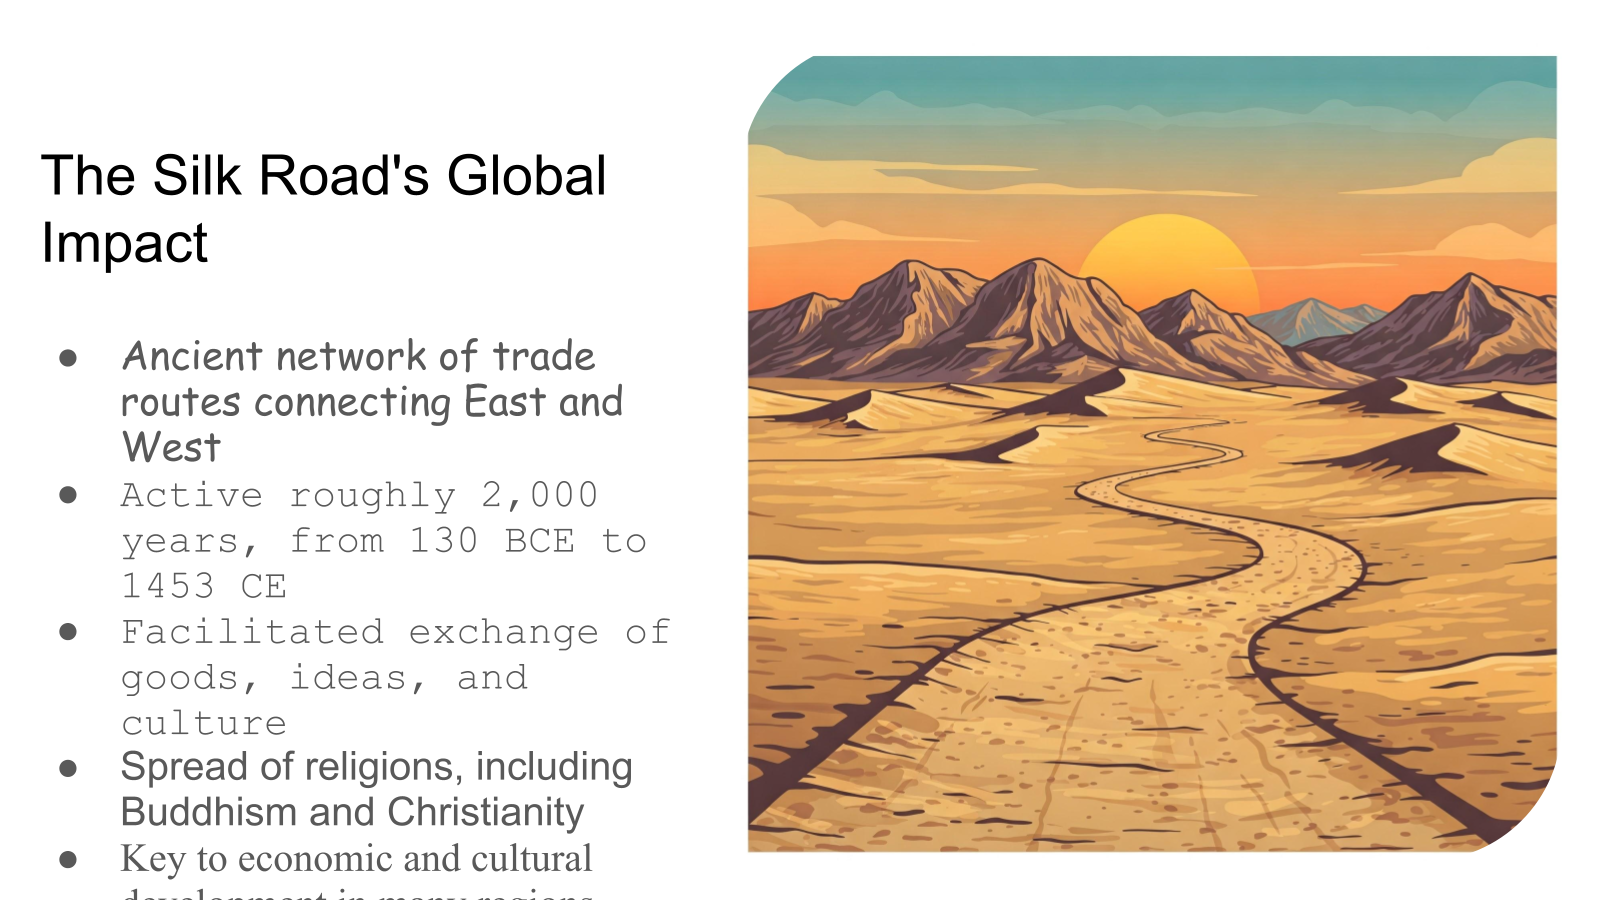 The Silk Road's Global
Impact
● Ancient network of trade
routes connecting East and
West
● Active roughly 2,000
years, from 130 BCE to
1453 CE
● Facilitated exchange of
goods, ideas, and
culture
● Spread of religions, including
Buddhism and Christianity
● Key to economic and cultural
development in many regions